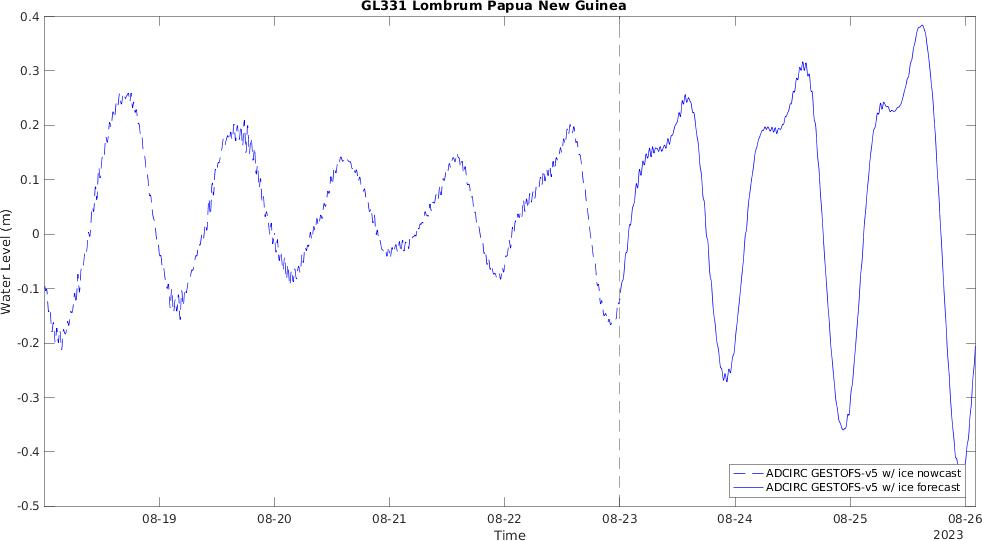 GL331 Lombrum Papua New Guinea
0.4
0.3
0.2
0.1
0
-0.1
-0.2
-0.3
-0.4
-0.5
Water Level (m)
ADCIRC GESTOFS-v5 w/ ice nowcast
ADCIRC GESTOFS-v5 w/ ice forecast
08-19 08-20 08-21 08-22 08-23 08-24 08-25 08-26
Time
2023